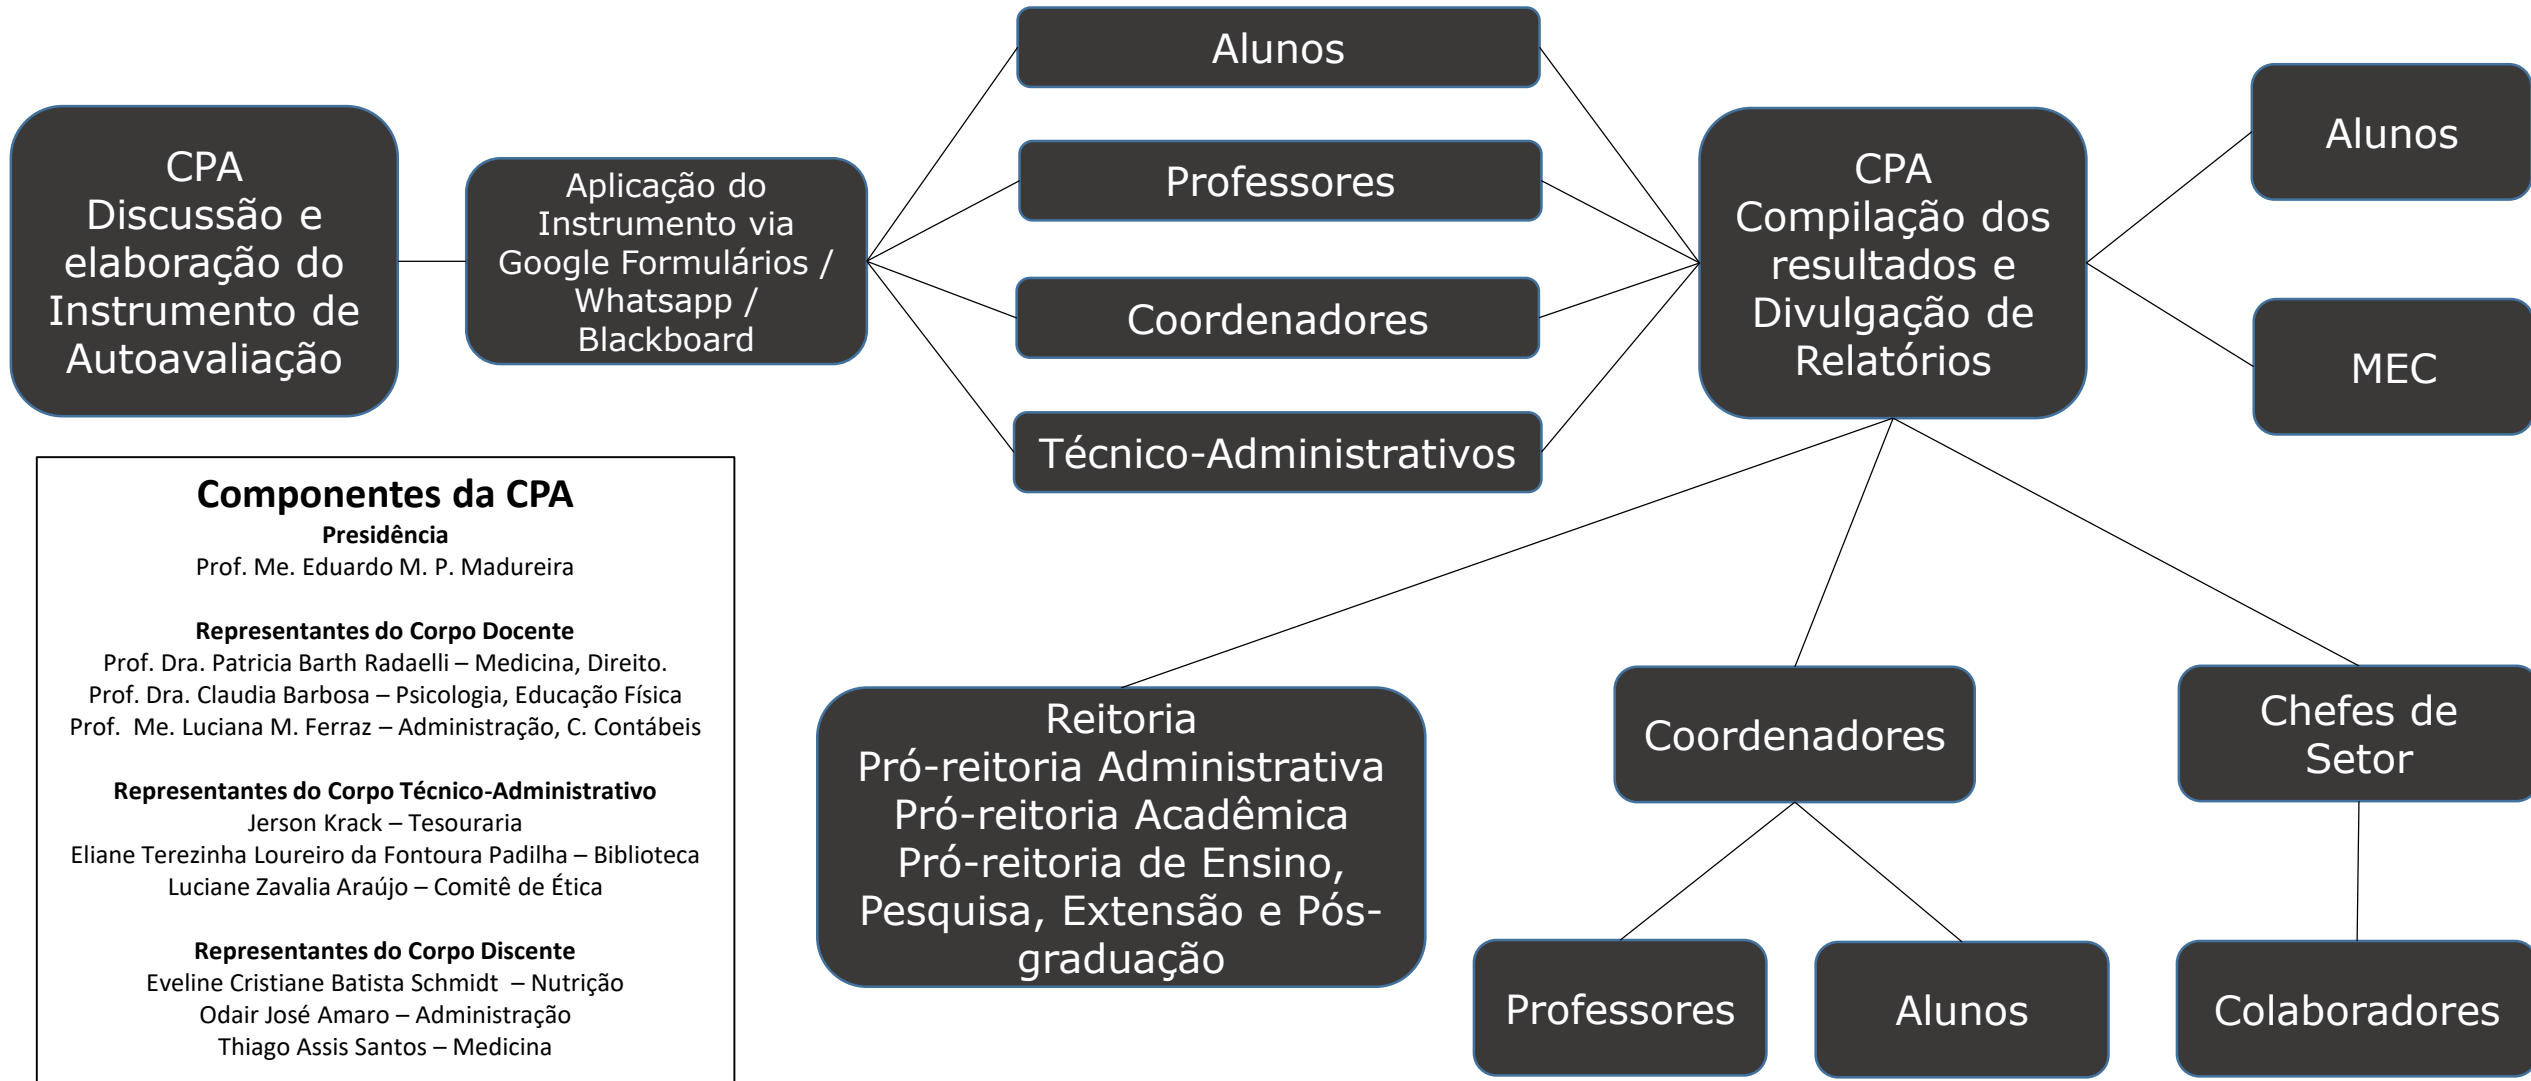 CPA
Discussão e
elaboração do
Instrumento de
Autoavaliação
Aplicação do
Instrumento via
Google Formulários /
Whatsapp /
Blackboard
Alunos
Professores
Coordenadores
Técnico-Administrativos
CPA
Compilação dos
resultados e
Divulgação de
Relatórios
Alunos
MEC
Componentes da CPA
Presidência
Prof. Me. Eduardo M. P. Madureira
Representantes do Corpo Docente
Prof. Dra. Patricia Barth Radaelli – Medicina, Direito.
Prof. Dra. Claudia Barbosa – Psicologia, Educação Física
Prof.  Me. Luciana M. Ferraz – Administração, C. Contábeis
Representantes do Corpo Técnico-Administrativo
Jerson Krack – Tesouraria
Eliane Terezinha Loureiro da Fontoura Padilha – Biblioteca
Luciane Zavalia Araújo – Comitê de Ética
Representantes do Corpo Discente
Eveline Cristiane Batista Schmidt  – Nutrição
Odair José Amaro – Administração
Thiago Assis Santos – Medicina
Reitoria
Pró-reitoria Administrativa
Pró-reitoria Acadêmica
Pró-reitoria de Ensino,
Pesquisa, Extensão e Pós-
graduação
Coordenadores
Chefes de
Setor
Professores
Alunos
Colaboradores